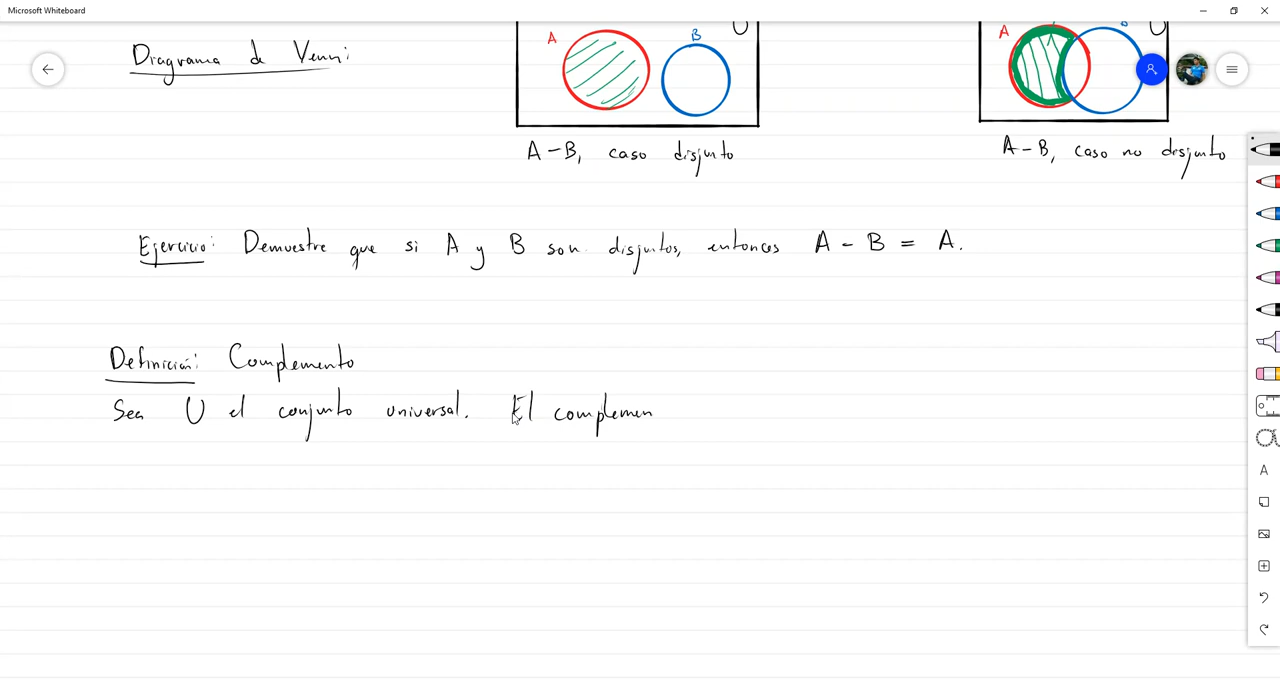 Microsoft Whiteboard
Diagrama de Venn:
A B U
A B U
A - B, caso disjunto
A - B, caso no disjunto
Ejercicio: Demuestre que si A y B son disjuntos, entonces A - B = A.
Definición: Complemento
Sea U el conjunto universal. El complemen
A